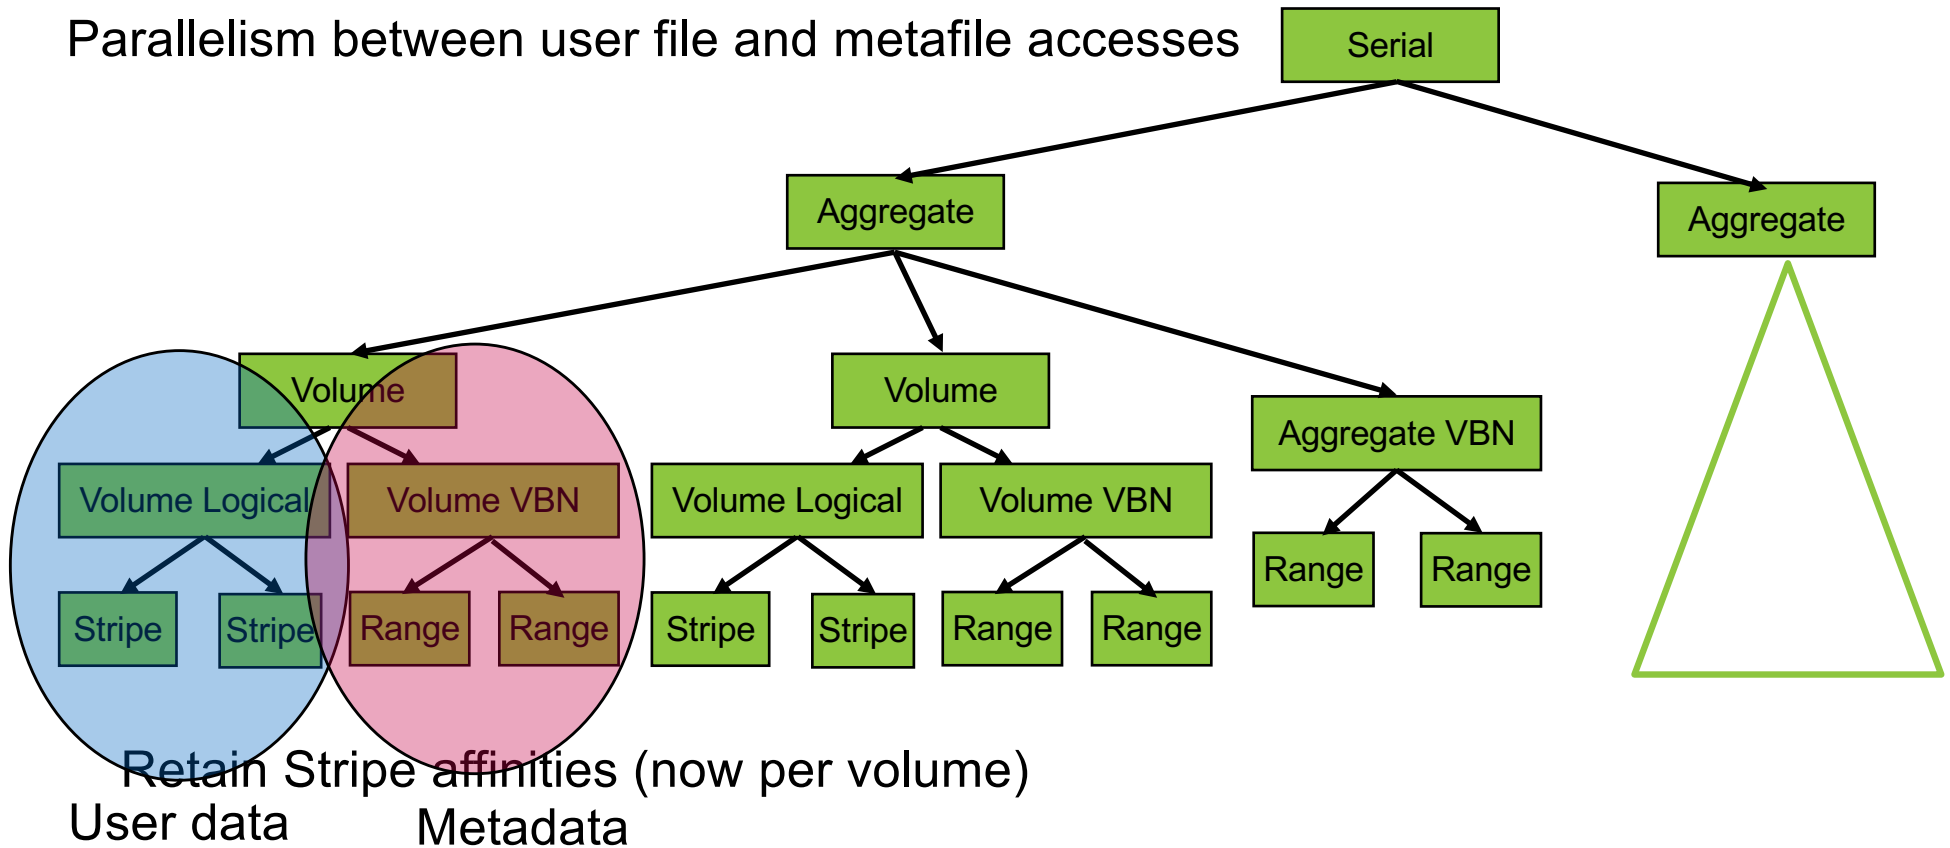 Parallelism between user file and metafile accesses
Serial
Aggregate
Aggregate
Volume
Volume
Aggregate VBN
Volume Logical
Volume VBN
Volume Logical
Volume VBN
Range
Range
Stripe
Stripe
Range
Range
Stripe
Stripe
Range
Range
Retain Stripe affinities (now per volume)
User data
Metadata